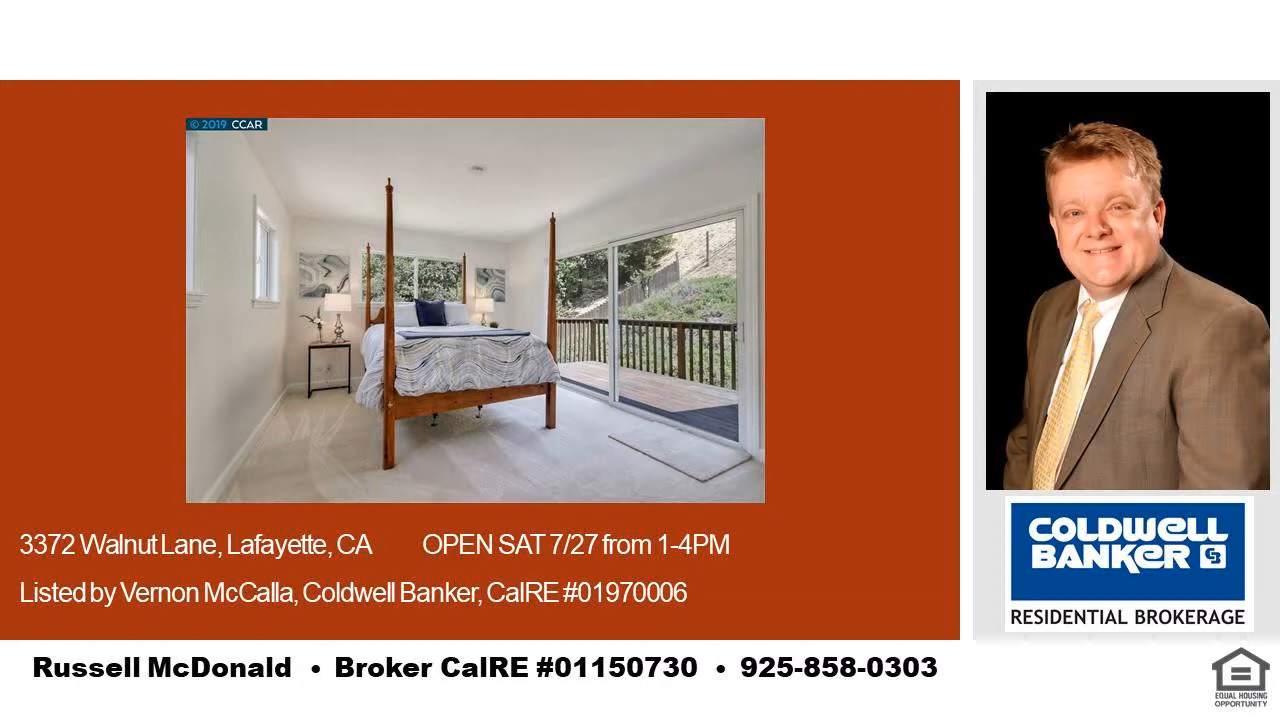 © 2019 CCAR
3372 Walnut Lane, Lafayette, CA OPEN SAT 7/27 from 1-4PM
Listed by Vernon McCalla, Coldwell Banker, CalRE #01970006
COLDWELL
BANKER CB
RESIDENTIAL BROKERAGE
Russell McDonald • Broker CalRE #01150730 • 925-858-0303
EQUAL HOUSING
OPPORTUNITY